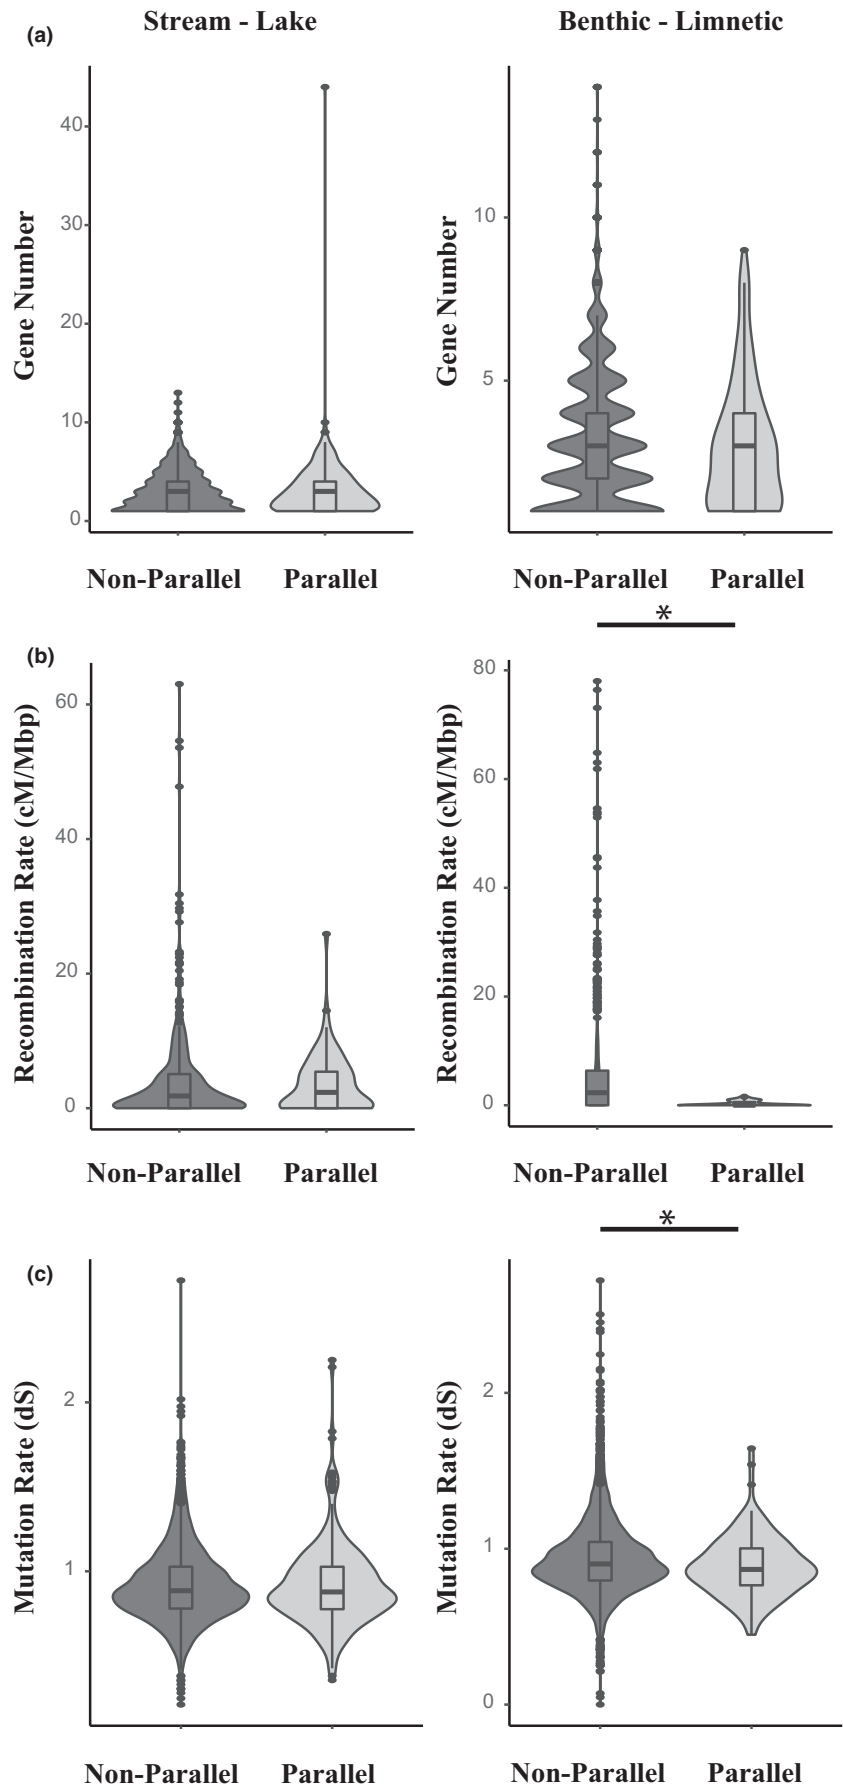 Stream - Lake
Benthic - Limnetic
(a)
Gene Number
40
30
20
10
0
Non-Parallel
Parallel
Gene Number
10
5
Non-Parallel
Parallel
(b)
Recombination Rate (cM/Mbp)
60
40
20
0
Non-Parallel
Parallel
*
Recombination Rate (cM/Mbp)
80
60
40
20
0
Non-Parallel
Parallel
(c)
Mutation Rate (dS)
2
1
Non-Parallel
Parallel
*
Mutation Rate (dS)
2
1
0
Non-Parallel
Parallel